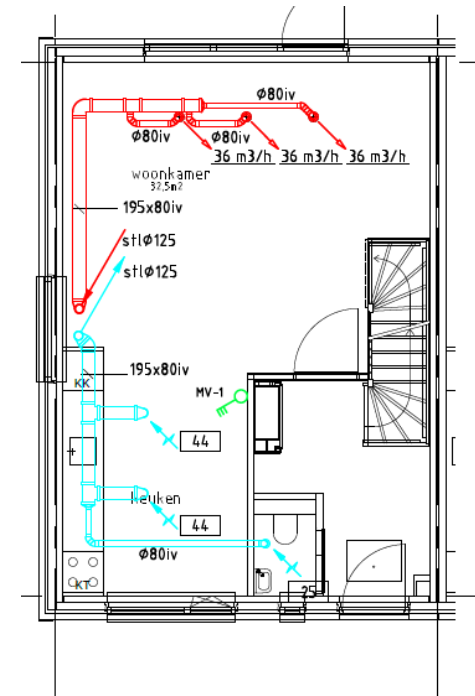 Ø80iv
Ø80iv Ø80iv
36 m3/h 36 m3/h 36 m3/h
woonkamer
32,5m2
195x80iv
stlØ125
stlØ125
195x80iv
KK
MV-1
44
keuken
44
Ø80iv
KT
25